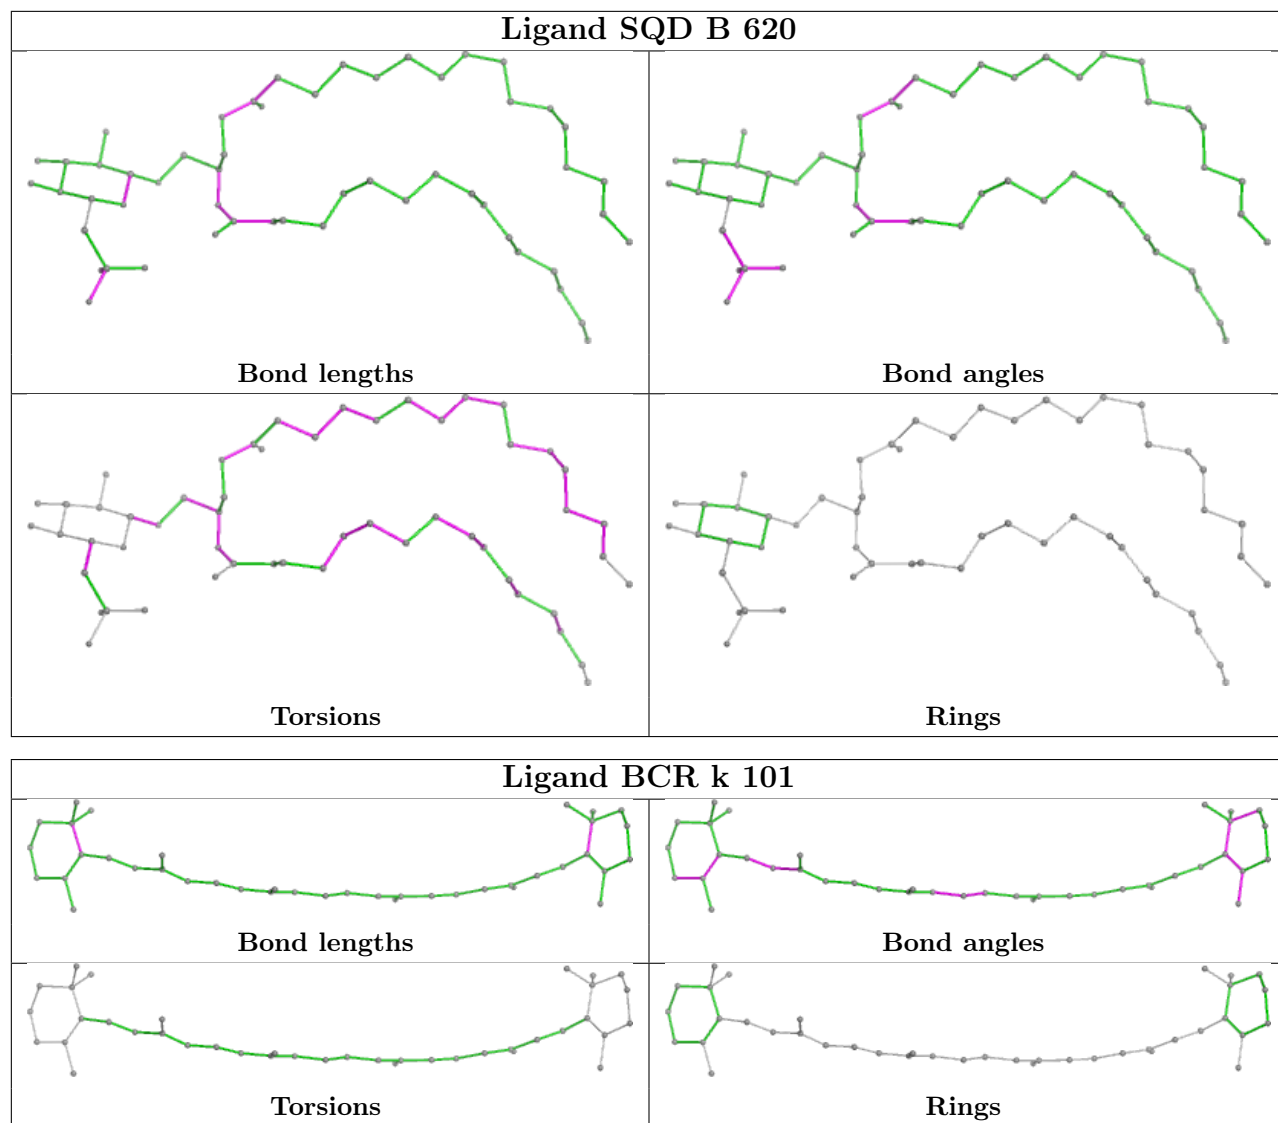 Ligand SQD B 620
Bond lengths
Bond angles
Torsions
Rings
Ligand BCR k 101
Bond lengths
Bond angles
Torsions
Rings